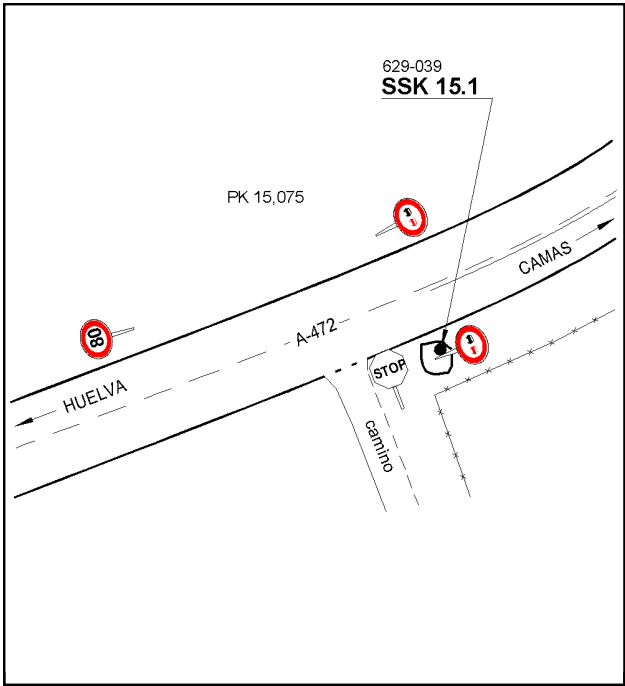 629-039
SSK 15.1
PK 15,075
CAMAS
A-472
80
HUELVA
STOP
camino